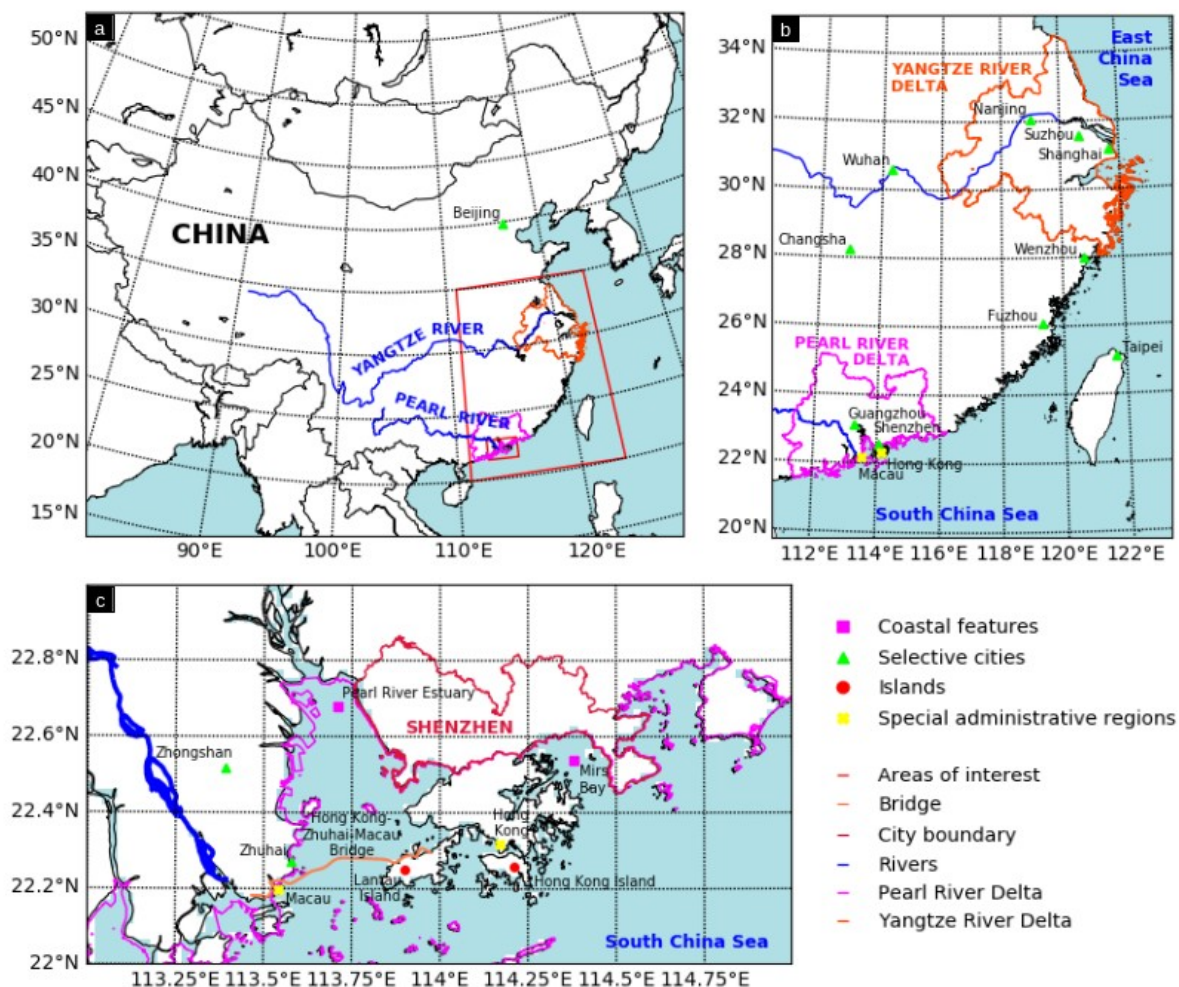 a
50°N
45°N
40°N
35°N
30°N
25°N
20°N
15°N
90°E
100°E
110°E
120°E
Beijing
CHINA
YANGTZE RIVER
PEARL RIVER
b
34°N
32°N
30°N
28°N
26°N
24°N
22°N
20°N
112°E
114°E
116°E
118°E
120°E
122°E
East
China
Sea
YANGTZE RIVER
DELTA
Nanjing
Suzhou
Shanghai
Wuhan
Changsha
Wenzhou
Fuzhou
PEARL RIVER
DELTA
Taipei
Guangzhou
Shenzhen
Hong Kong
Macau
South China Sea
c
22.8°N
22.6°N
22.4°N
22.2°N
22°N
113.25°E
113.5°E
113.75°E
114°E
114.25°E
114.5°E
114.75°E
Pearl River Estuary
SHENZHEN
Zhongshan
Mirs
Bay
Hong Kong-
Zhuhai-Macau
Bridge
Hong
Kong
Zhuhai
Lantau
Island
Hong Kong Island
Macau
South China Sea
Coastal features
Selective cities
Islands
Special administrative regions
Areas of interest
Bridge
City boundary
Rivers
Pearl River Delta
Yangtze River Delta